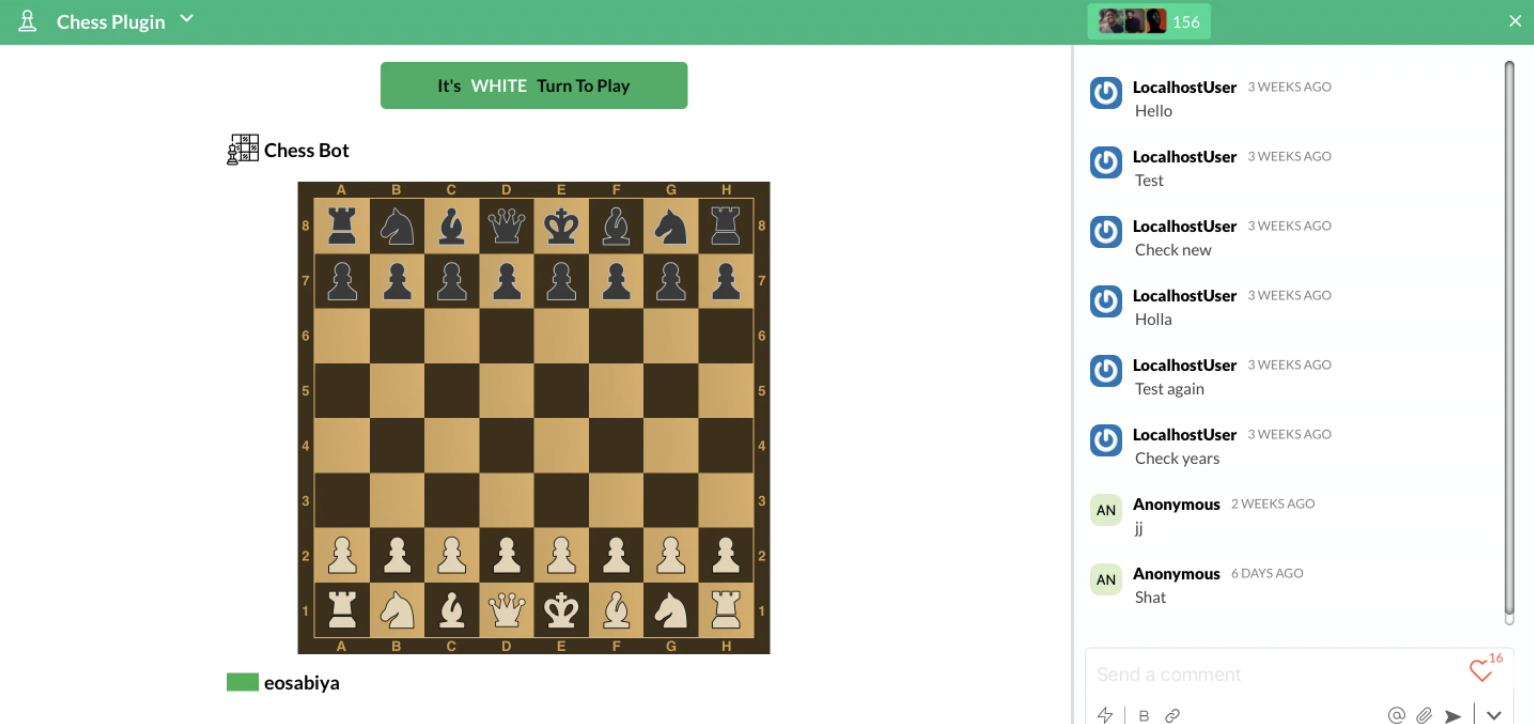 Chess Plugin
156
It's WHITE Turn To Play
Chess Bot
A B C D E F G H
8 8
7 7
6 6
5 5
4 4
3 3
2 2
1 1
A B C D E F G H
eosabiya
LocalhostUser 3 WEEKS AGO
Hello
LocalhostUser 3 WEEKS AGO
Test
LocalhostUser 3 WEEKS AGO
Check new
LocalhostUser 3 WEEKS AGO
Holla
LocalhostUser 3 WEEKS AGO
Test again
LocalhostUser 3 WEEKS AGO
Check years
AN Anonymous 2 WEEKS AGO
jj
AN Anonymous 6 DAYS AGO
Shat
Send a comment
16
B @